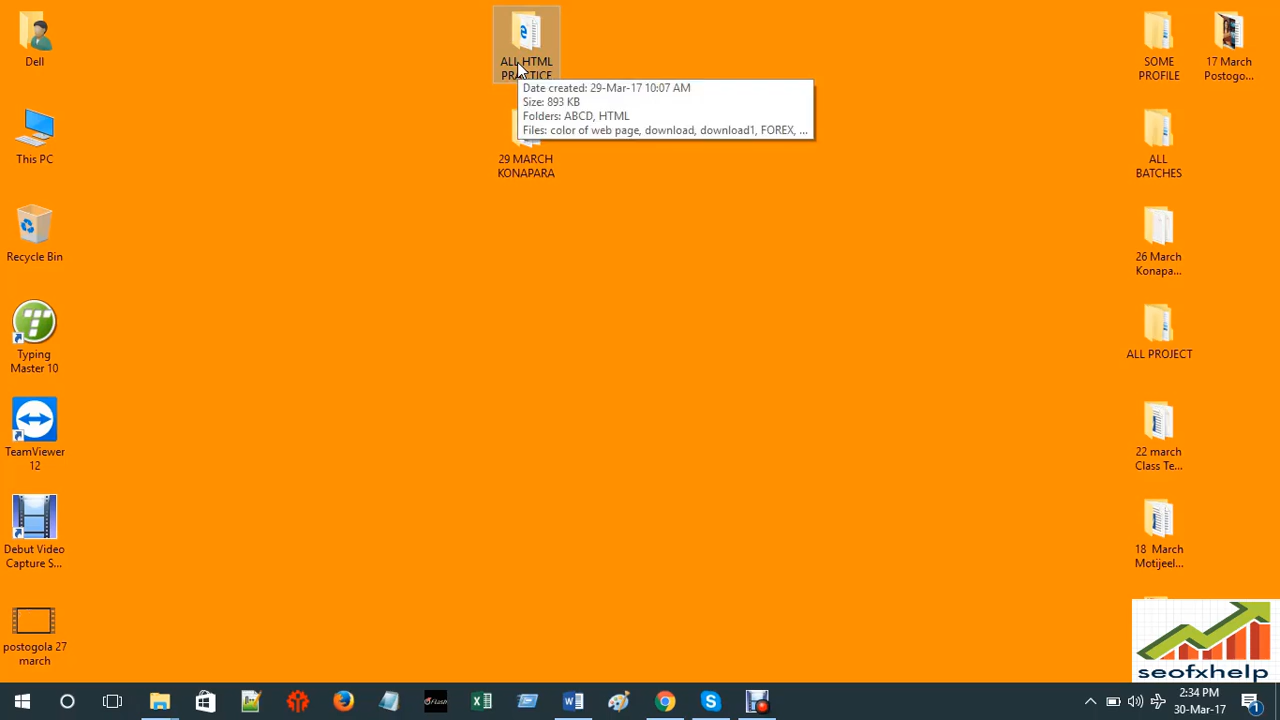 Dell
This PC
Recycle Bin
Typing
Master 10
TeamViewer
12
Debut Video
Capture S...
postogola 27
march
ALL HTML
PRACTICE
Date created: 29-Mar-17 10:07 AM
Size: 893 KB
Folders: ABCD, HTML
Files: color of web page, download, download1, FOREX, ...
29 MARCH
KONAPARA
SOME
PROFILE
17 March
Postogo...
ALL
BATCHES
26 March
Konapa...
ALL PROJECT
22 march
Class Te...
18 March
Motijeel...
seofxhelp
Flash
2:34 PM
30-Mar-17
1